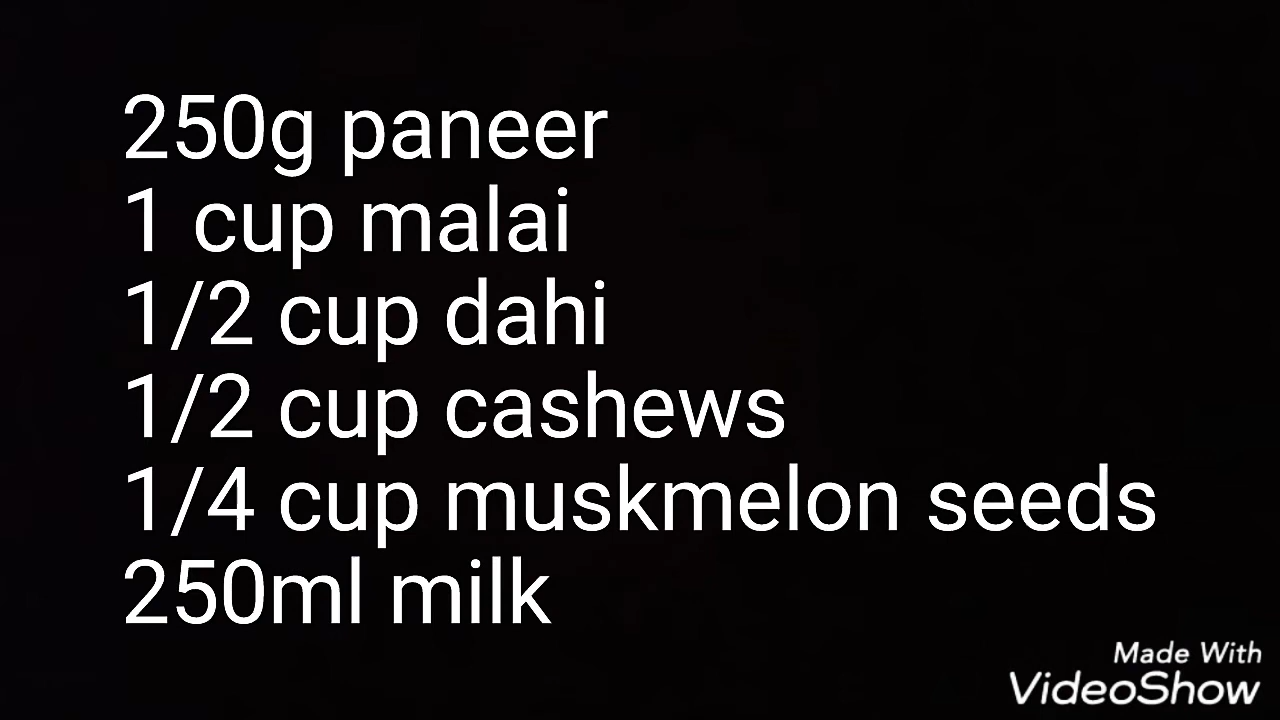 250g paneer
1 cup malai
1/2 cup dahi
1/2 cup cashews
1/4 cup muskmelon seeds
250ml milk
Made With
VideoShow